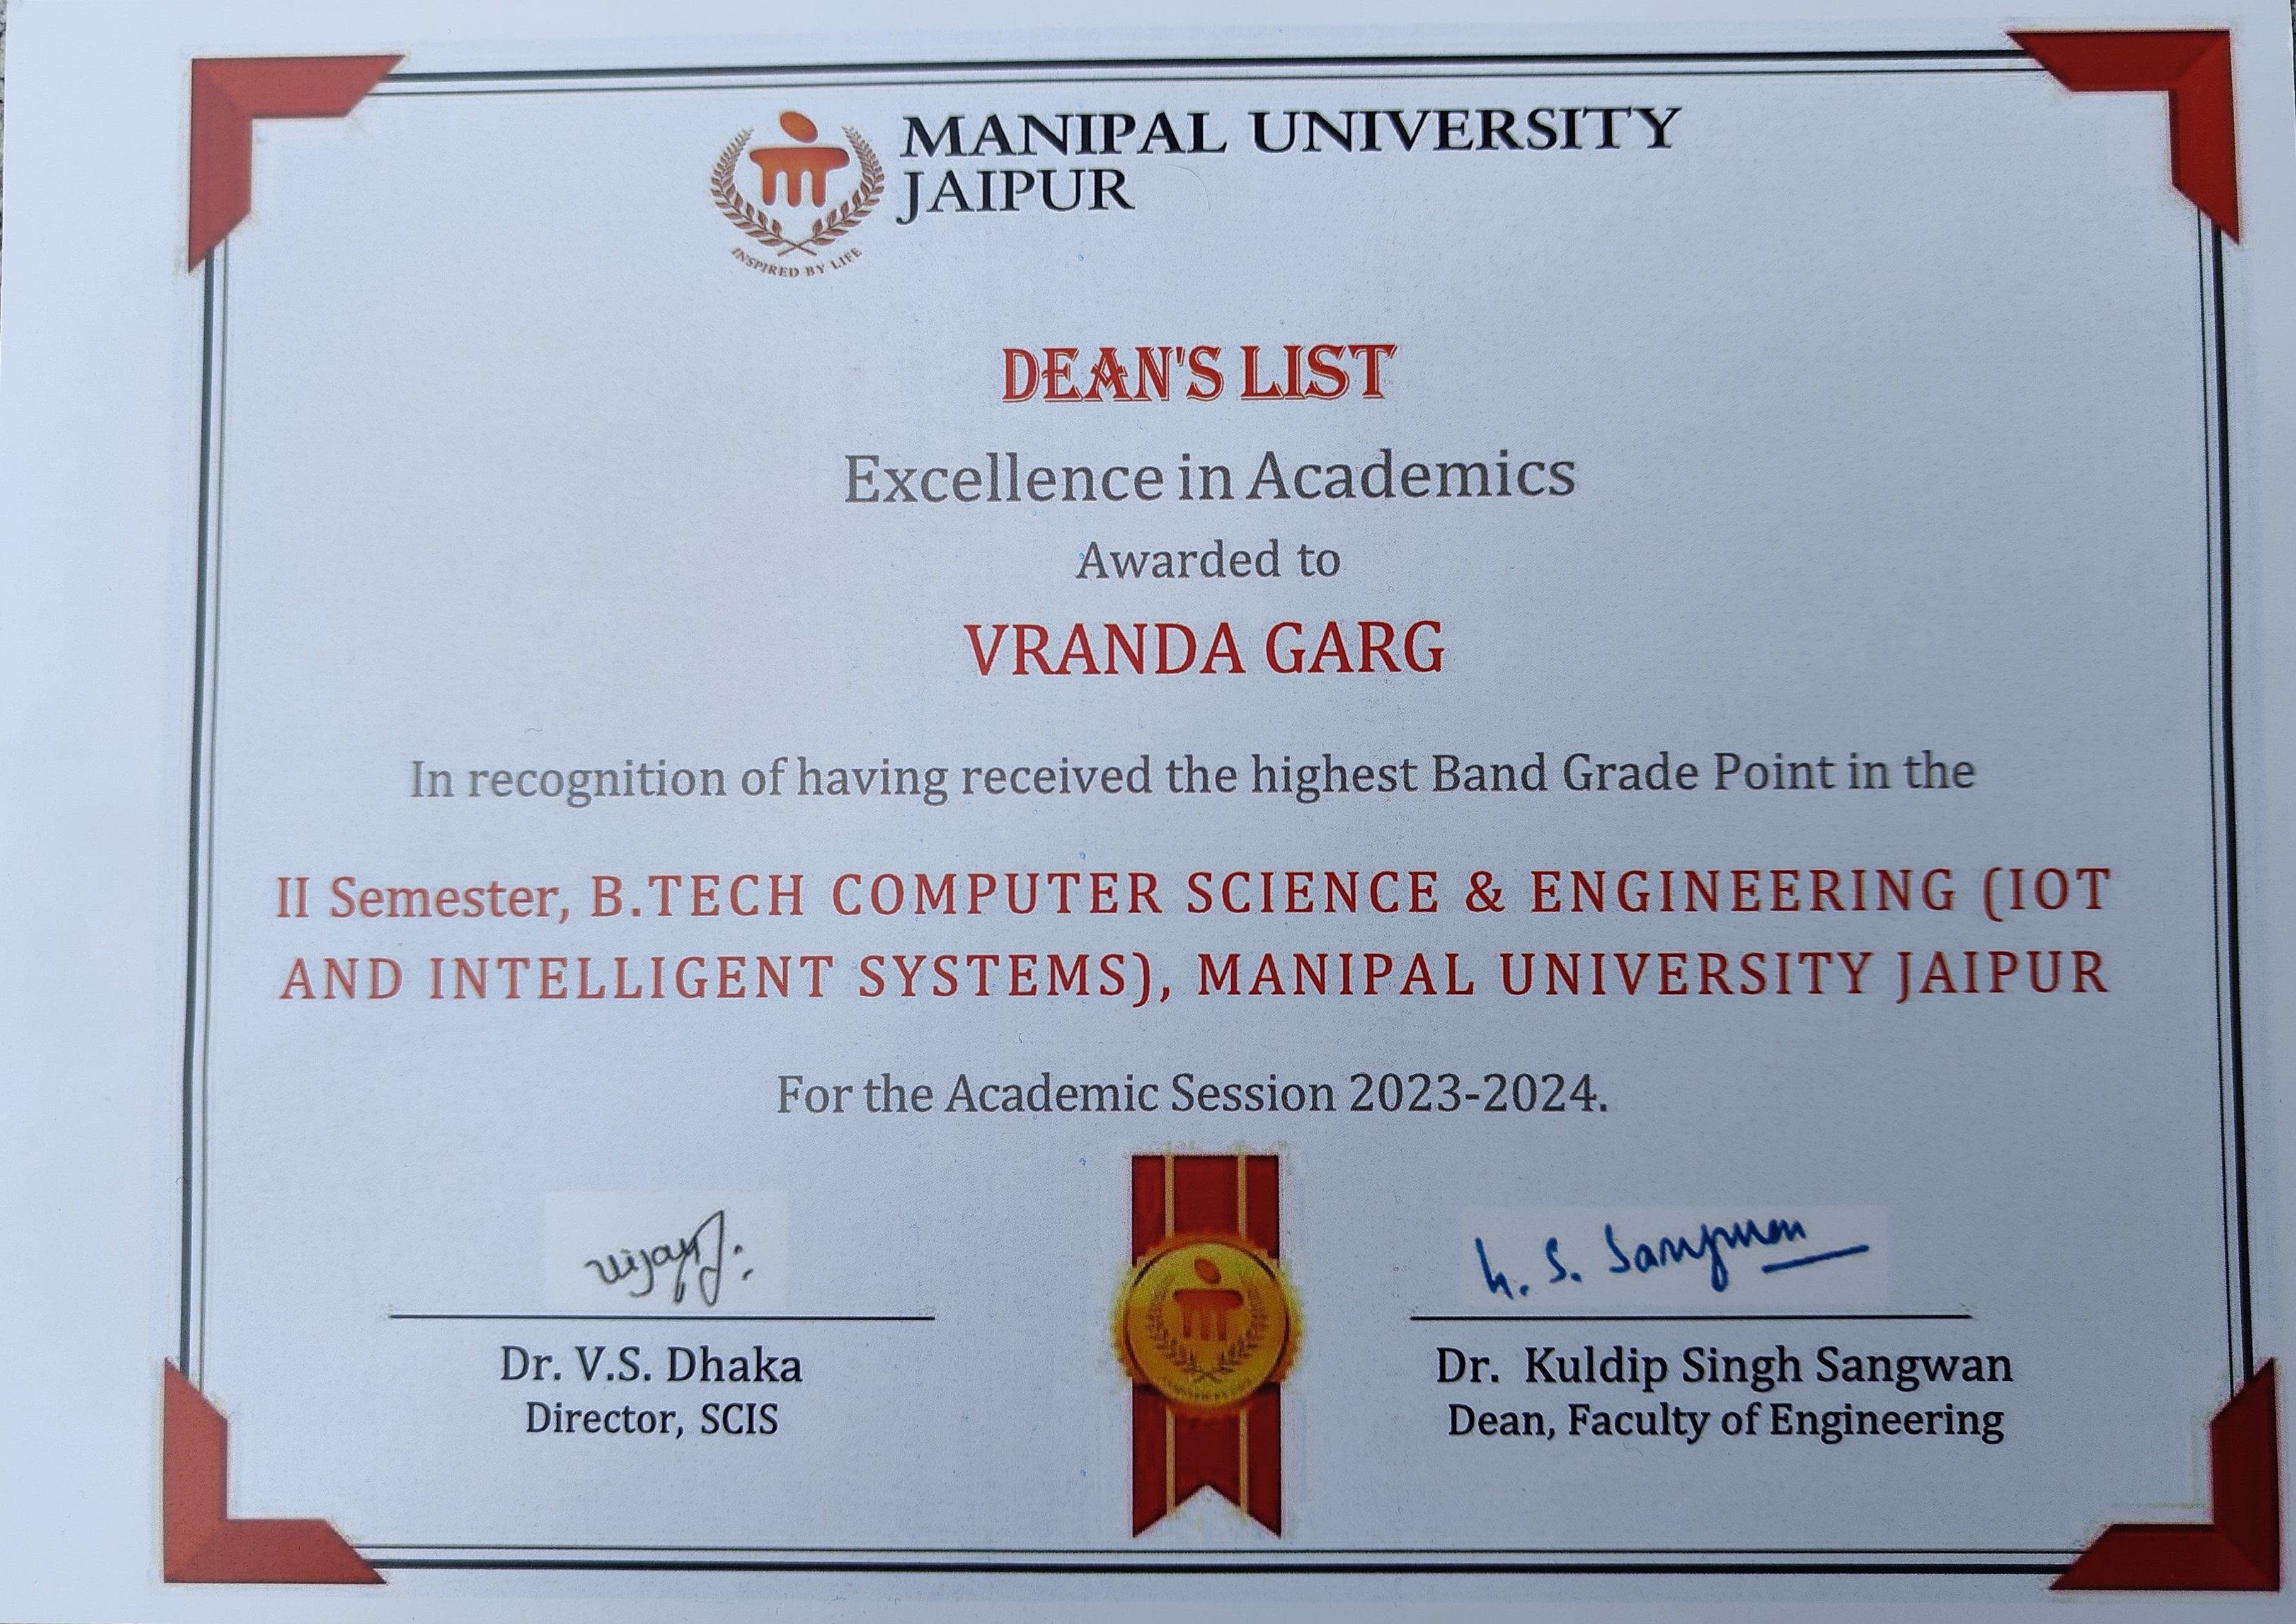 MANIPAL UNIVERSITY
JAIPUR
INSPIRED BY LIFE
DEAN'S LIST
Excellence in Academics
Awarded to
VRANDA GARG
In recognition of having received the highest Band Grade Point in the
II Semester, B.TECH COMPUTER SCIENCE & ENGINEERING (IOT
AND INTELLIGENT SYSTEMS), MANIPAL UNIVERSITY JAIPUR
For the Academic Session 2023-2024.
K. S. Sangwan
Dr. V.S. Dhaka
Dr. Kuldip Singh Sangwan
Director, SCIS
Dean, Faculty of Engineering